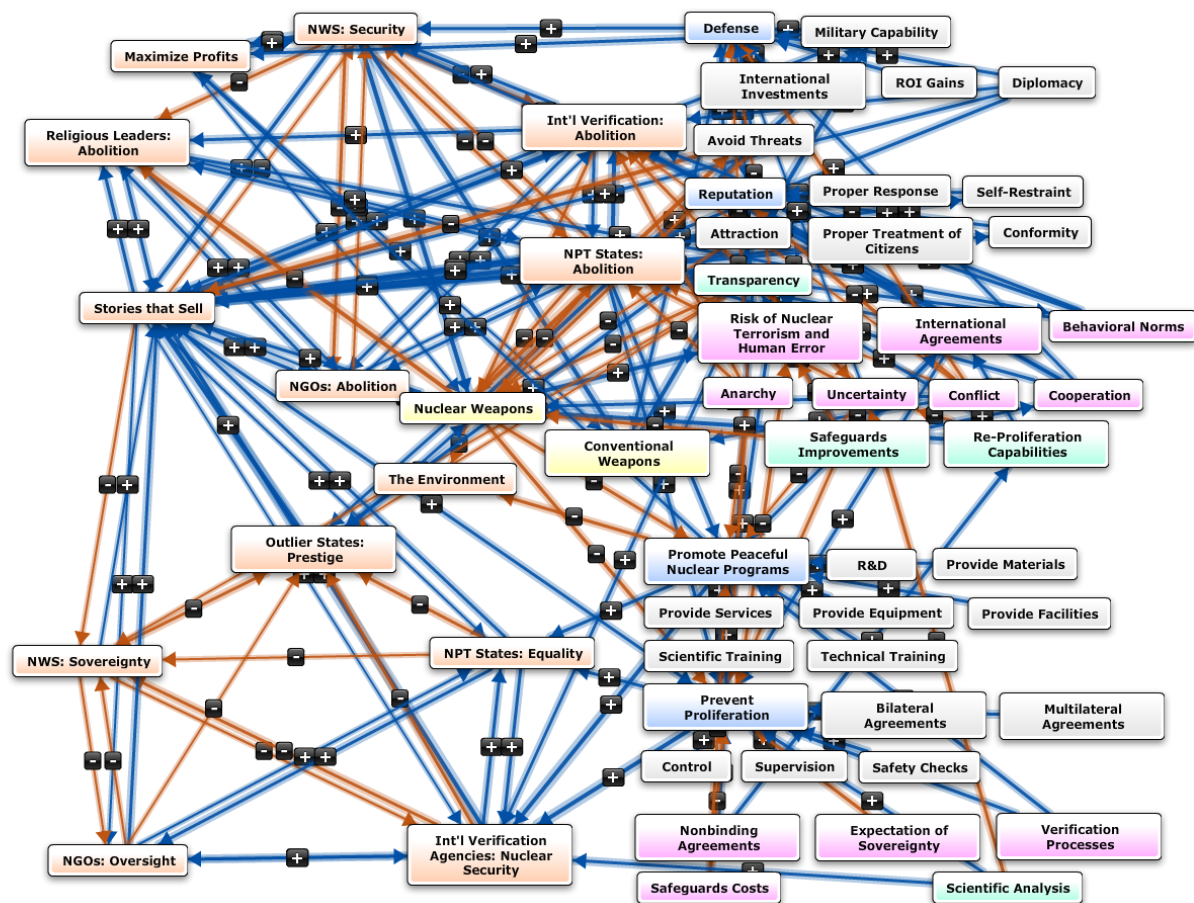 NWS: Security
Defense
Military Capability
Maximize Profits
International
Investments
ROI Gains
Diplomacy
Religious Leaders:
Abolition
Int'l Verification:
Abolition
Avoid Threats
Reputation
Proper Response
Self-Restraint
Attraction
Proper Treatment of
Citizens
Conformity
NPT States:
Abolition
Transparency
Stories that Sell
Risk of Nuclear
Terrorism and
Human Error
International
Agreements
Behavioral Norms
NGOs: Abolition
Nuclear Weapons
Anarchy
Uncertainty
Conflict
Cooperation
Conventional
Weapons
Safeguards
Improvements
Re-Proliferation
Capabilities
The Environment
Outlier States:
Prestige
Promote Peaceful
Nuclear Programs
R&D
Provide Materials
Provide Services
Provide Equipment
Provide Facilities
NWS: Sovereignty
NPT States: Equality
Scientific Training
Technical Training
Prevent
Proliferation
Bilateral
Agreements
Multilateral
Agreements
Control
Supervision
Safety Checks
NGOs: Oversight
Int'l Verification
Agencies: Nuclear
Security
Nonbinding
Agreements
Expectation of
Sovereignty
Verification
Processes
Safeguards Costs
Scientific Analysis